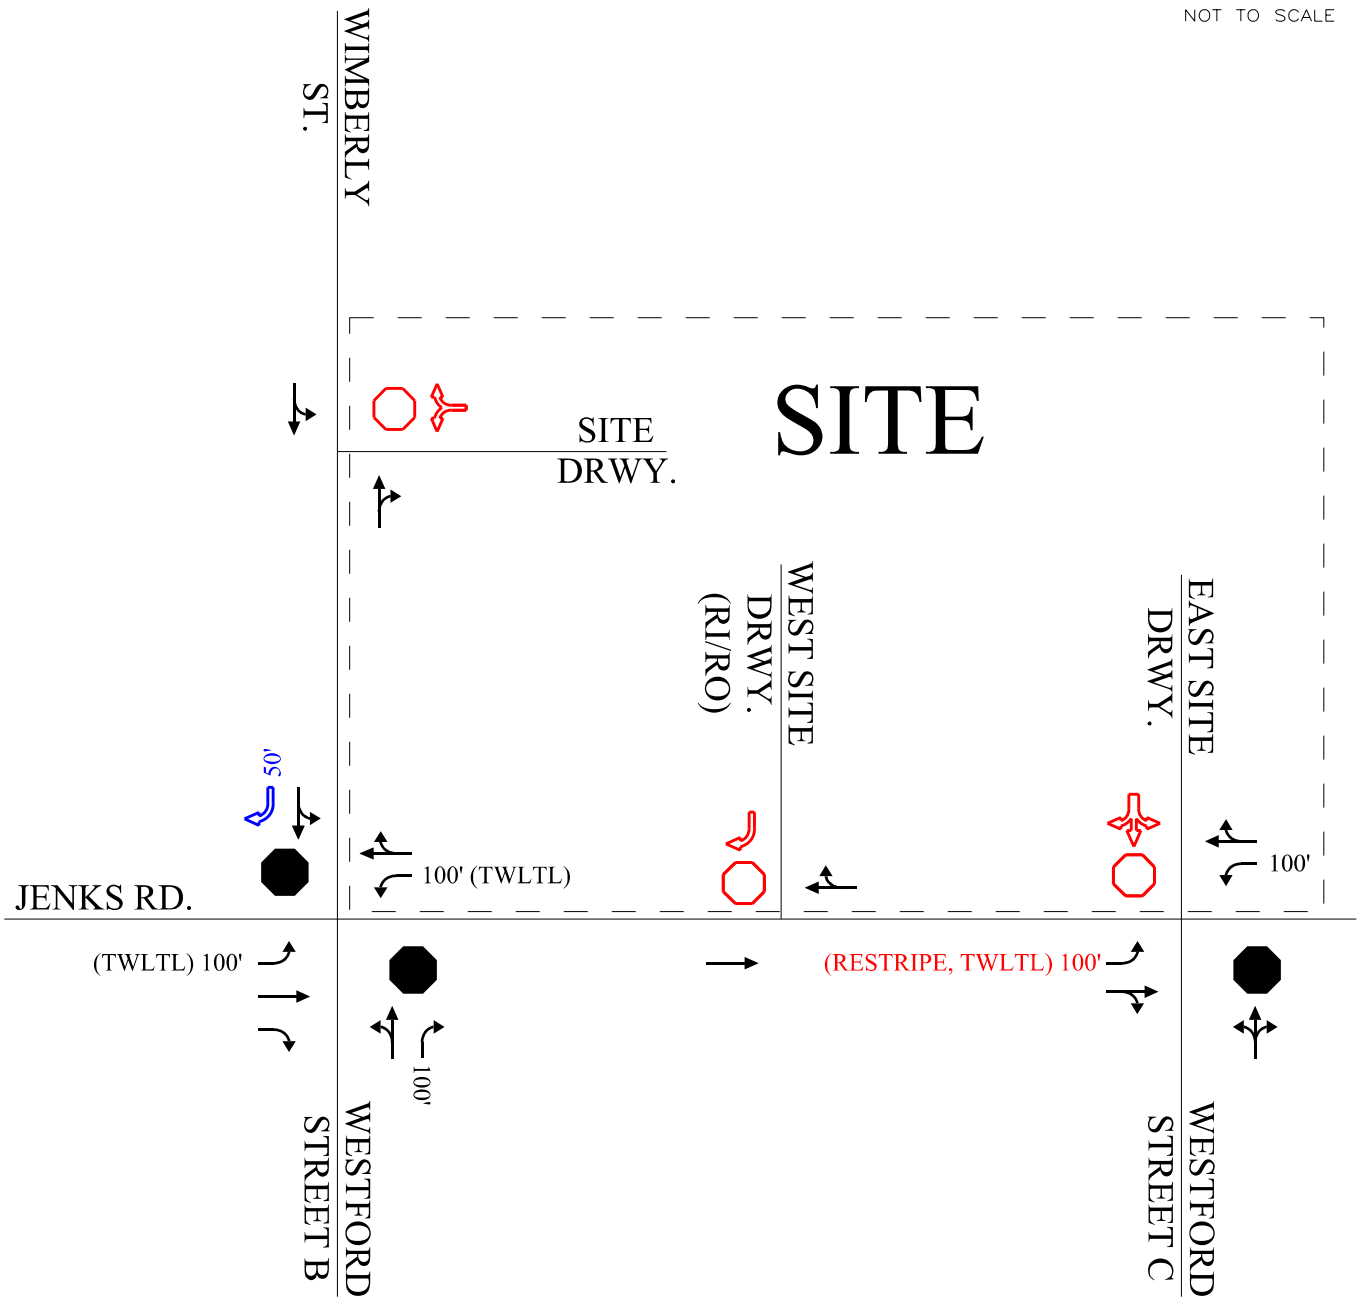 NOT TO SCALE
WIMBERLY
ST.
SITE
SITE
DRWY.
WEST SITE
DRWY.
(RI/RO)
EAST SITE
DRWY.
50'
100' (TWLTL)
100'
JENKS RD.
(TWLTL) 100'
(RESTRIPE, TWLTL) 100'
100'
WESTFORD
STREET B
WESTFORD
STREET C